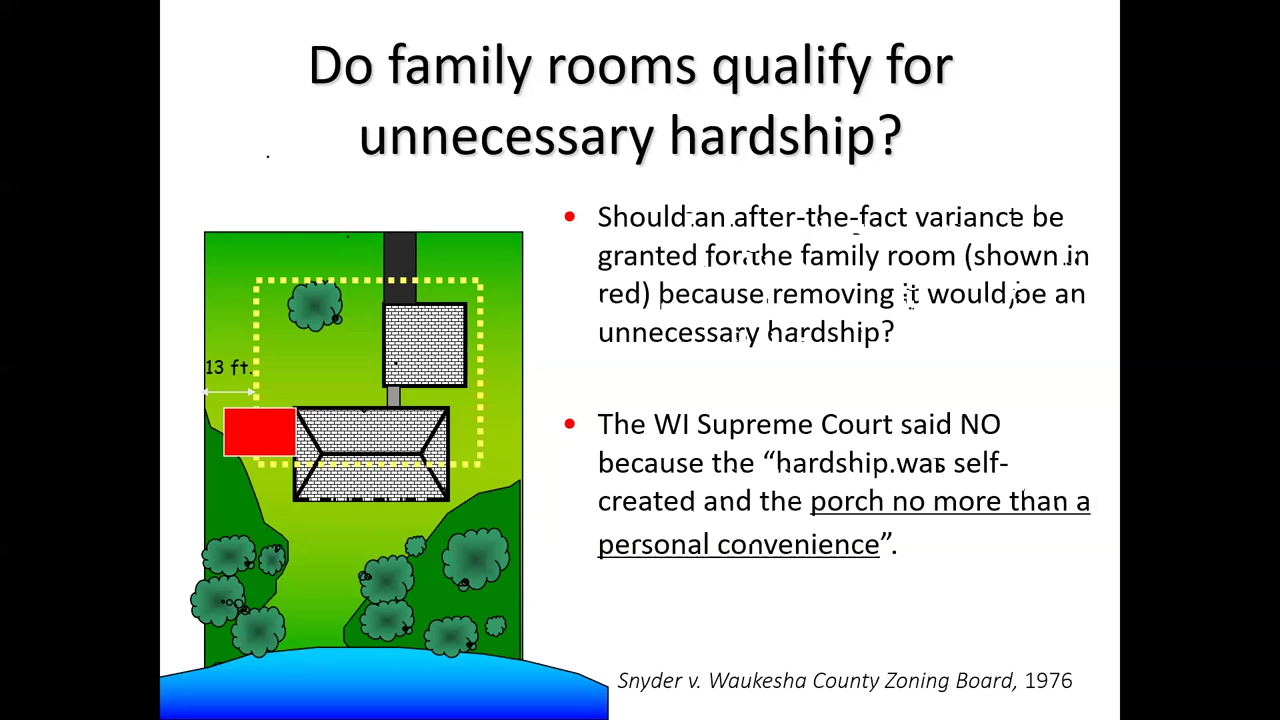 Do family rooms qualify for
unnecessary hardship?
Should an after-the-fact variance be
granted for the family room (shown in
red) because removing it would be an
unnecessary hardship?
13 ft.
The WI Supreme Court said NO
because the “hardship was self-
created and the porch no more than a
personal convenience”.
Snyder v. Waukesha County Zoning Board, 1976